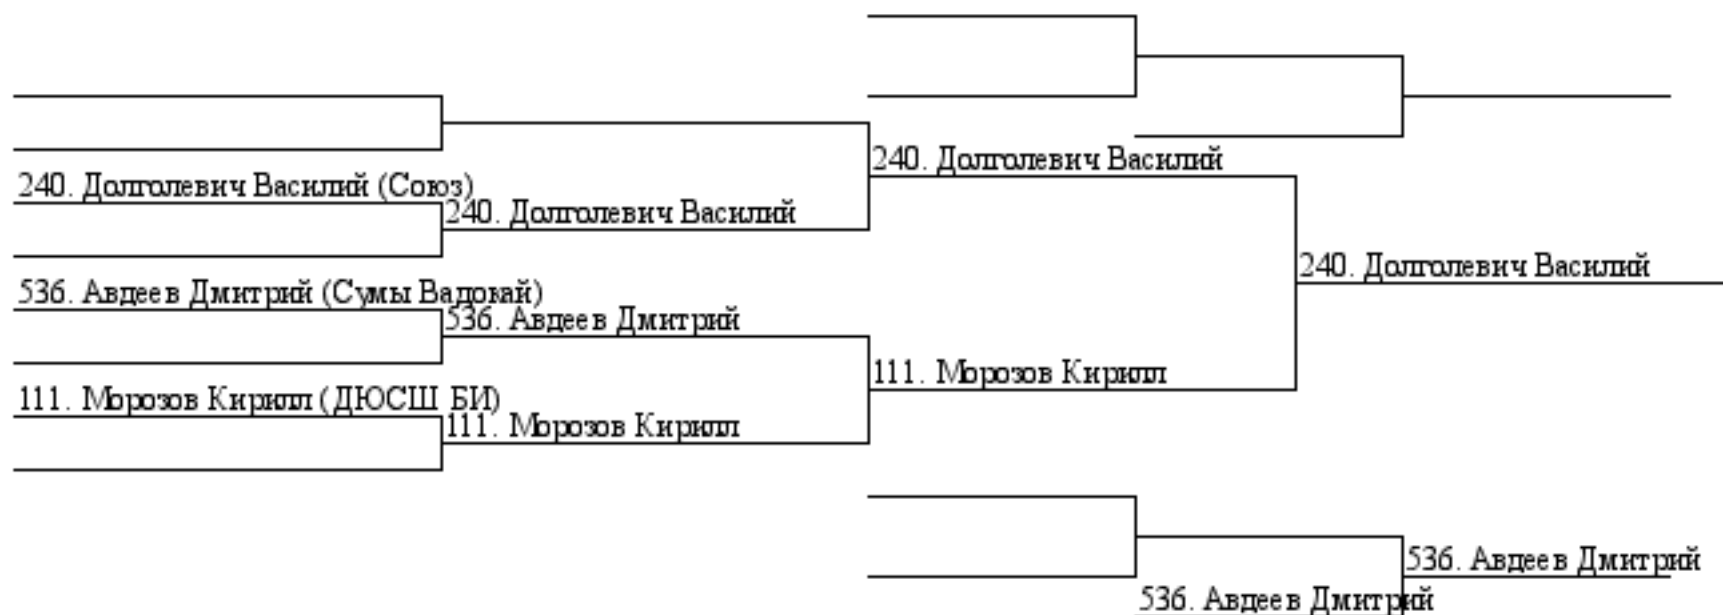 240. Долголевич Василий
240. Долголевич Василий (Союз)
240. Долголевич Василий
240. Долголевич Василий
536. Авдеев Дмитрий (Сумы Вадокай)
536. Авдеев Дмитрий
111. Морозов Кирилл
111. Морозов Кирилл (ДЮСШ БИ)
111. Морозов Кирилл
536. Авдеев Дмитрий
536. Авдеев Дмитрий